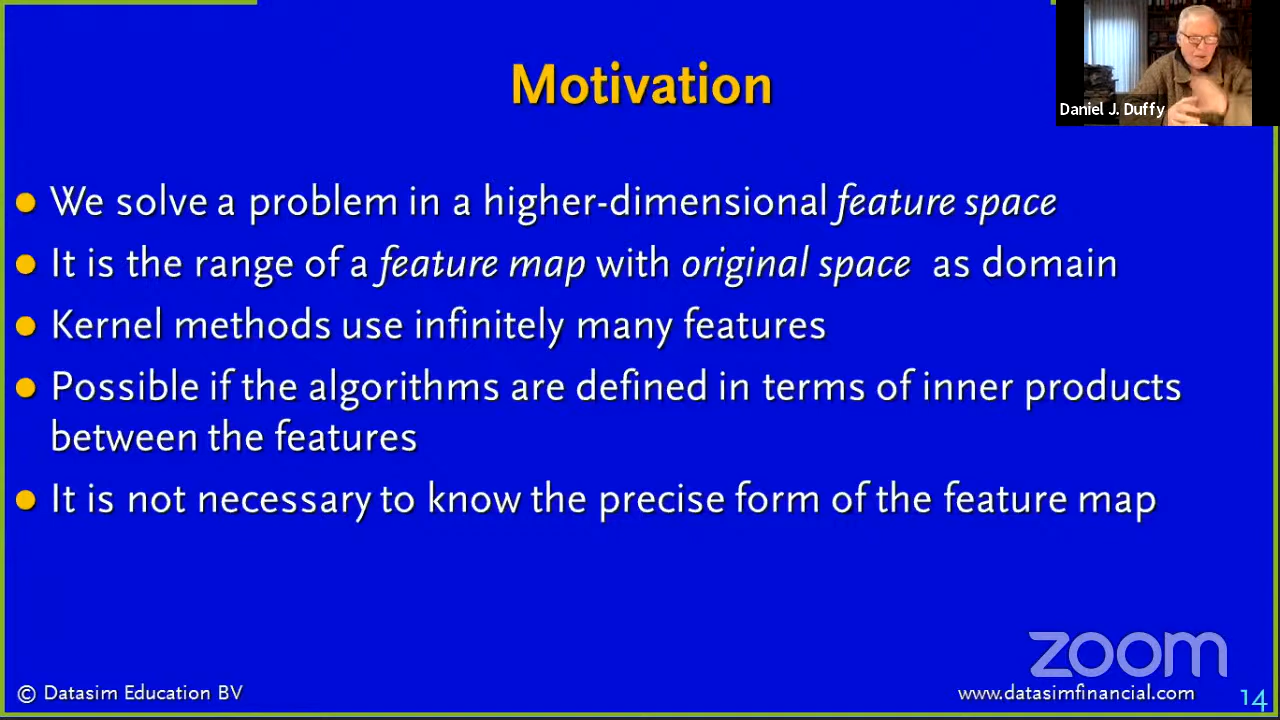 Motivation
Daniel J. Duffy
We solve a problem in a higher-dimensional feature space
It is the range of a feature map with original space as domain
Kernel methods use infinitely many features
Possible if the algorithms are defined in terms of inner products
between the features
It is not necessary to know the precise form of the feature map
zoom
© Datasim Education BV
www.datasimfinancial.com
14